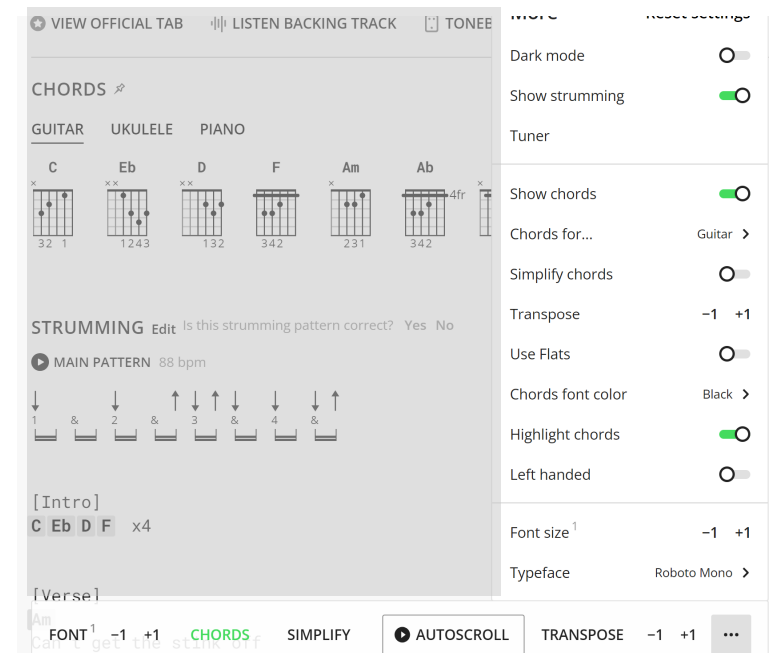 VIEW OFFICIAL TAB LISTEN BACKING TRACK TONEB
CHORDS
GUITAR UKULELE PIANO
C Eb D F Am Ab
× ×× ×× × ×
4fr
32 1 1243 132 342 231 342
STRUMMING Edit Is this strumming pattern correct? Yes No
MAIN PATTERN 88 bpm
1 & 2 & 3 & 4 &
[Intro]
C Eb D F x4
[Verse]
Am
Can't get the stink off
More Reset settings
Dark mode
Show strumming
Tuner
Show chords
Chords for... Guitar
Simplify chords
Transpose −1 +1
Use Flats
Chords font color Black
Highlight chords
Left handed
Font size 1 −1 +1
Typeface Roboto Mono
FONT 1 −1 +1 CHORDS SIMPLIFY AUTOSCROLL TRANSPOSE −1 +1 ...